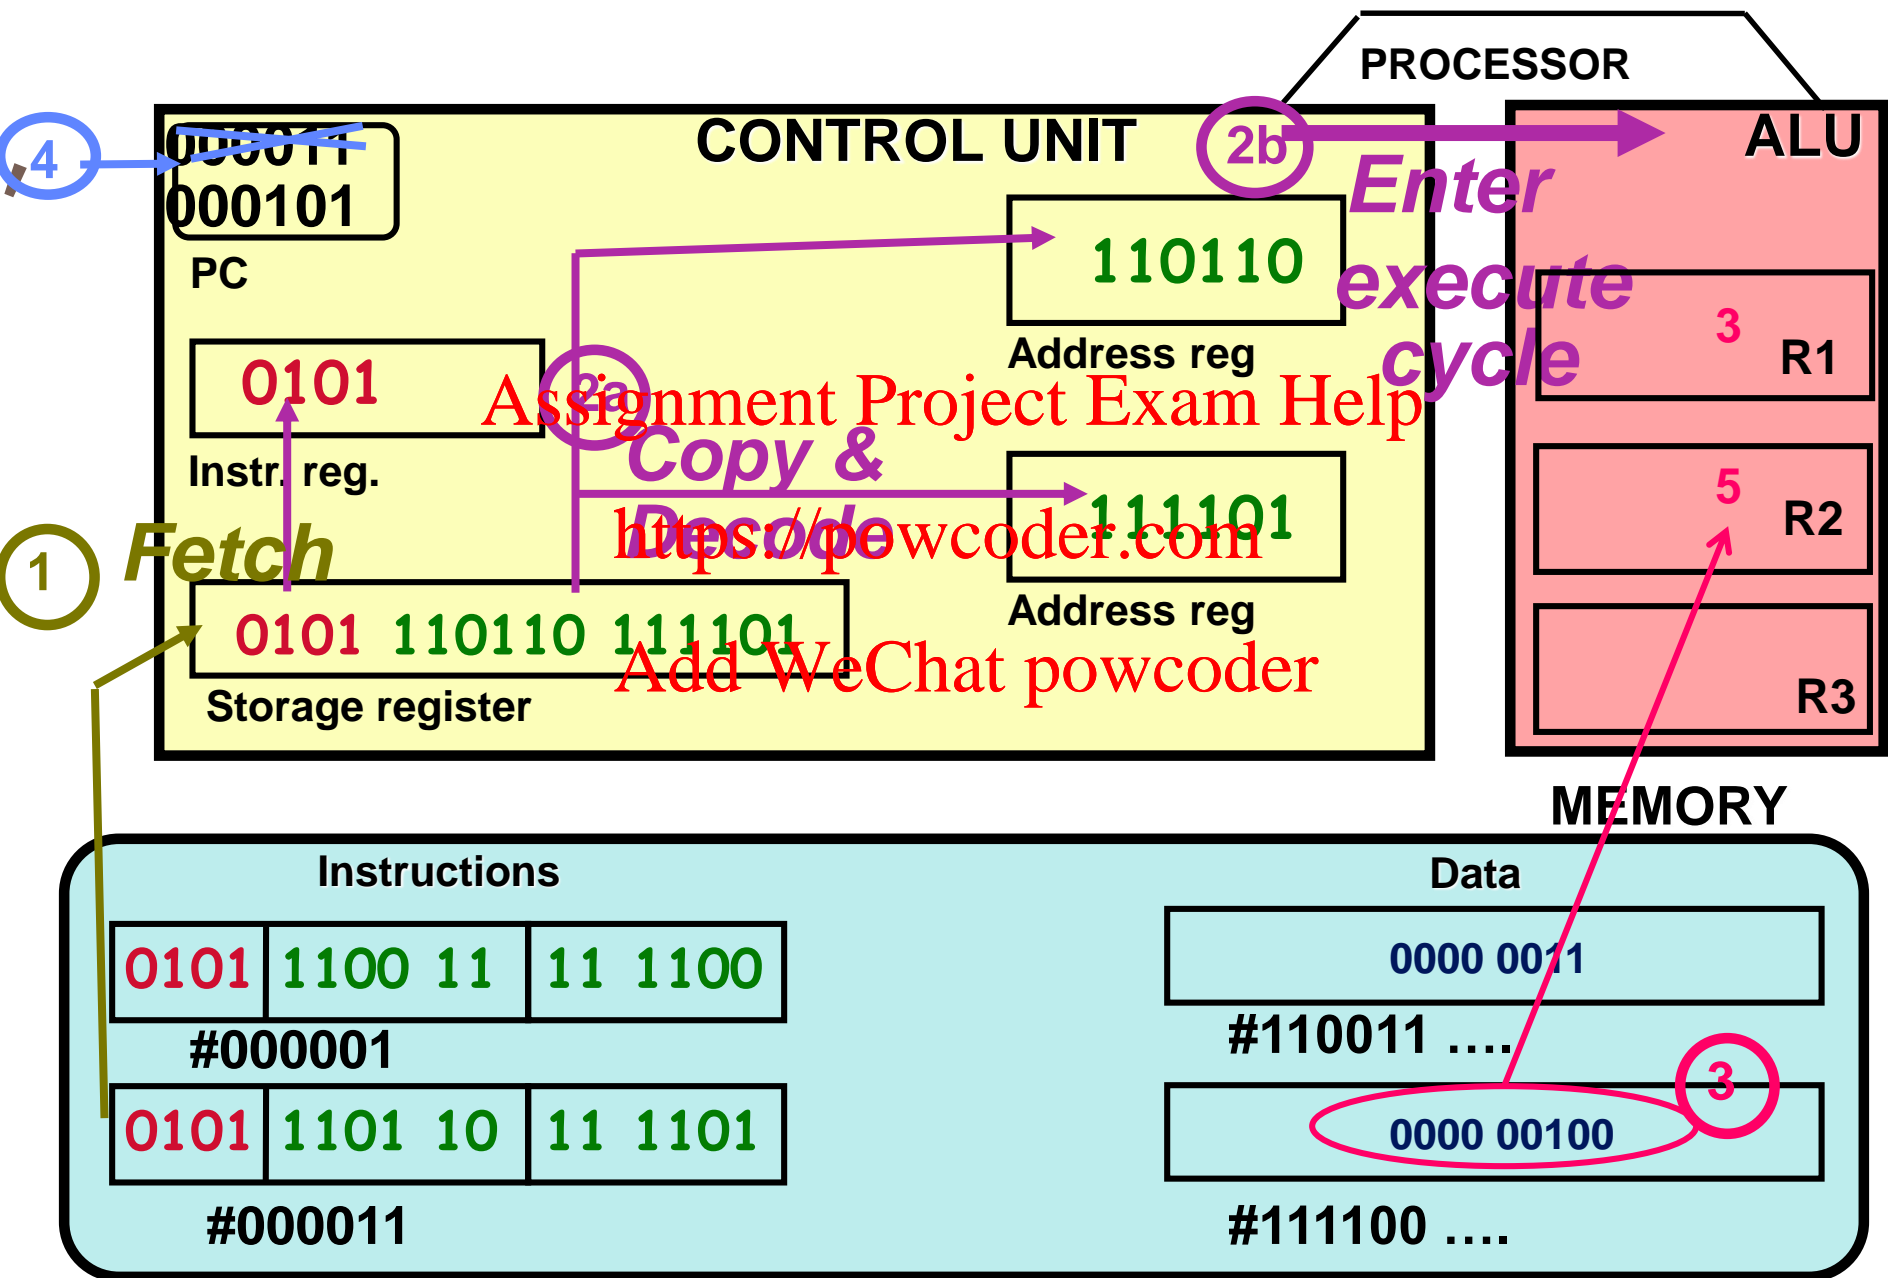 PROCESSOR
4
000011
000101
PC
CONTROL UNIT
2b
Enter
execute
cycle
ALU
110110
Address reg
3
R1
0101
Instr. reg.
2a
Copy &
Decode
Assignment Project Exam Help
111101
Address reg
https://powcoder.com
5
R2
1
Fetch
0101 110110 111101
Storage register
Add WeChat powcoder
R3
MEMORY
Instructions
Data
0101 1100 11 11 1100
#000001
0000 0011
#110011 ....
3
0101 1101 10 11 1101
#000011
0000 00100
#111100 ....